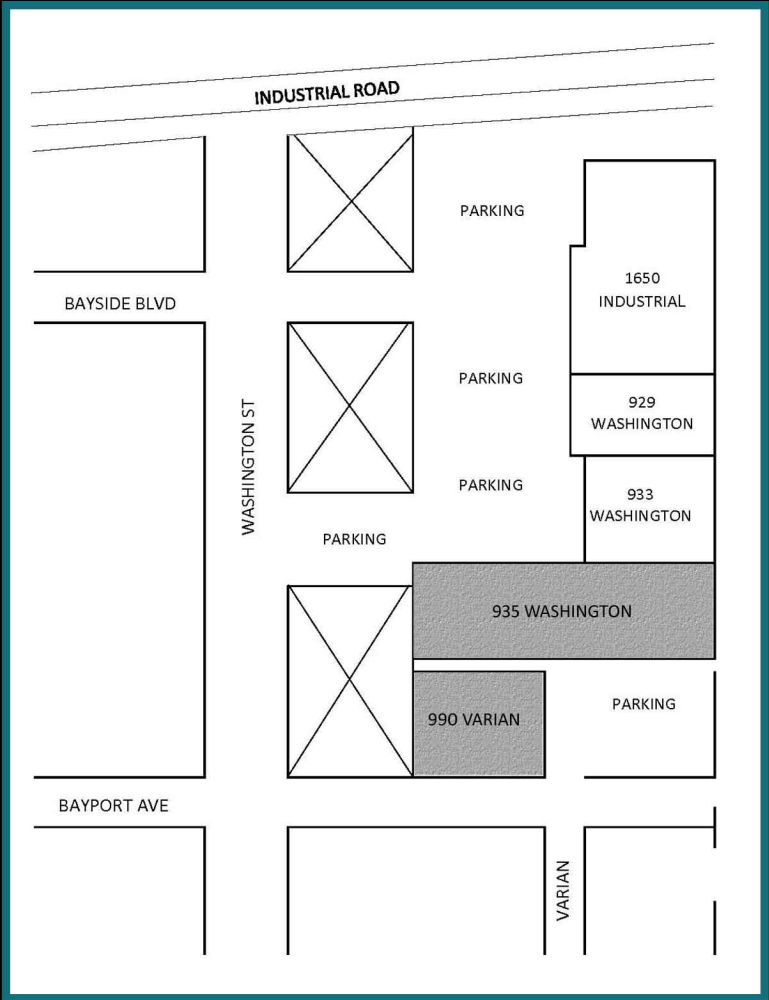 INDUSTRIAL ROAD
PARKING
1650
INDUSTRIAL
BAYSIDE BLVD
PARKING
929
WASHINGTON
WASHINGTON ST
PARKING
933
WASHINGTON
PARKING
935 WASHINGTON
PARKING
990 VARIAN
BAYPORT AVE
VARIAN